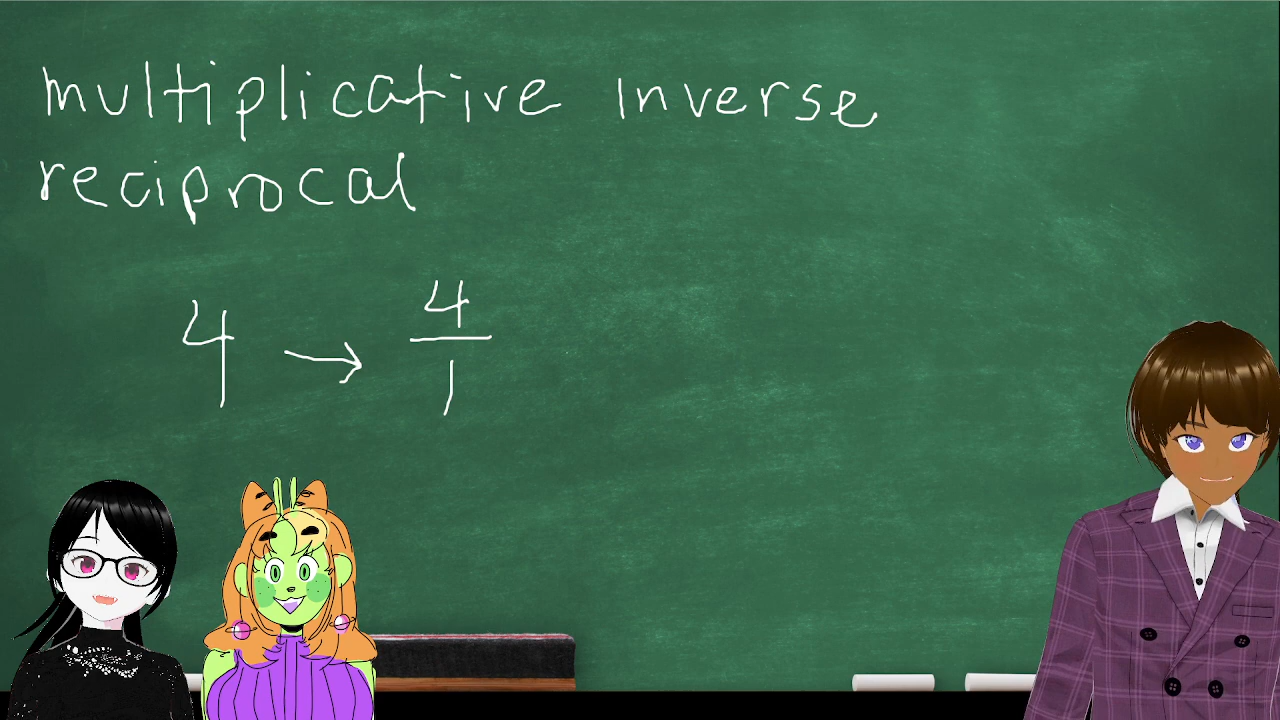 multiplicative inverse
reciprocal
4 → 4/1